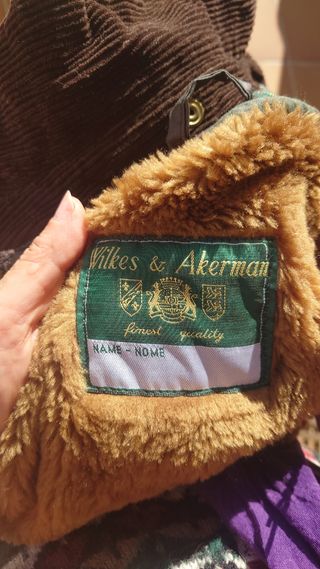 Wilkes & Akerman
finest quality
NAME - NOME